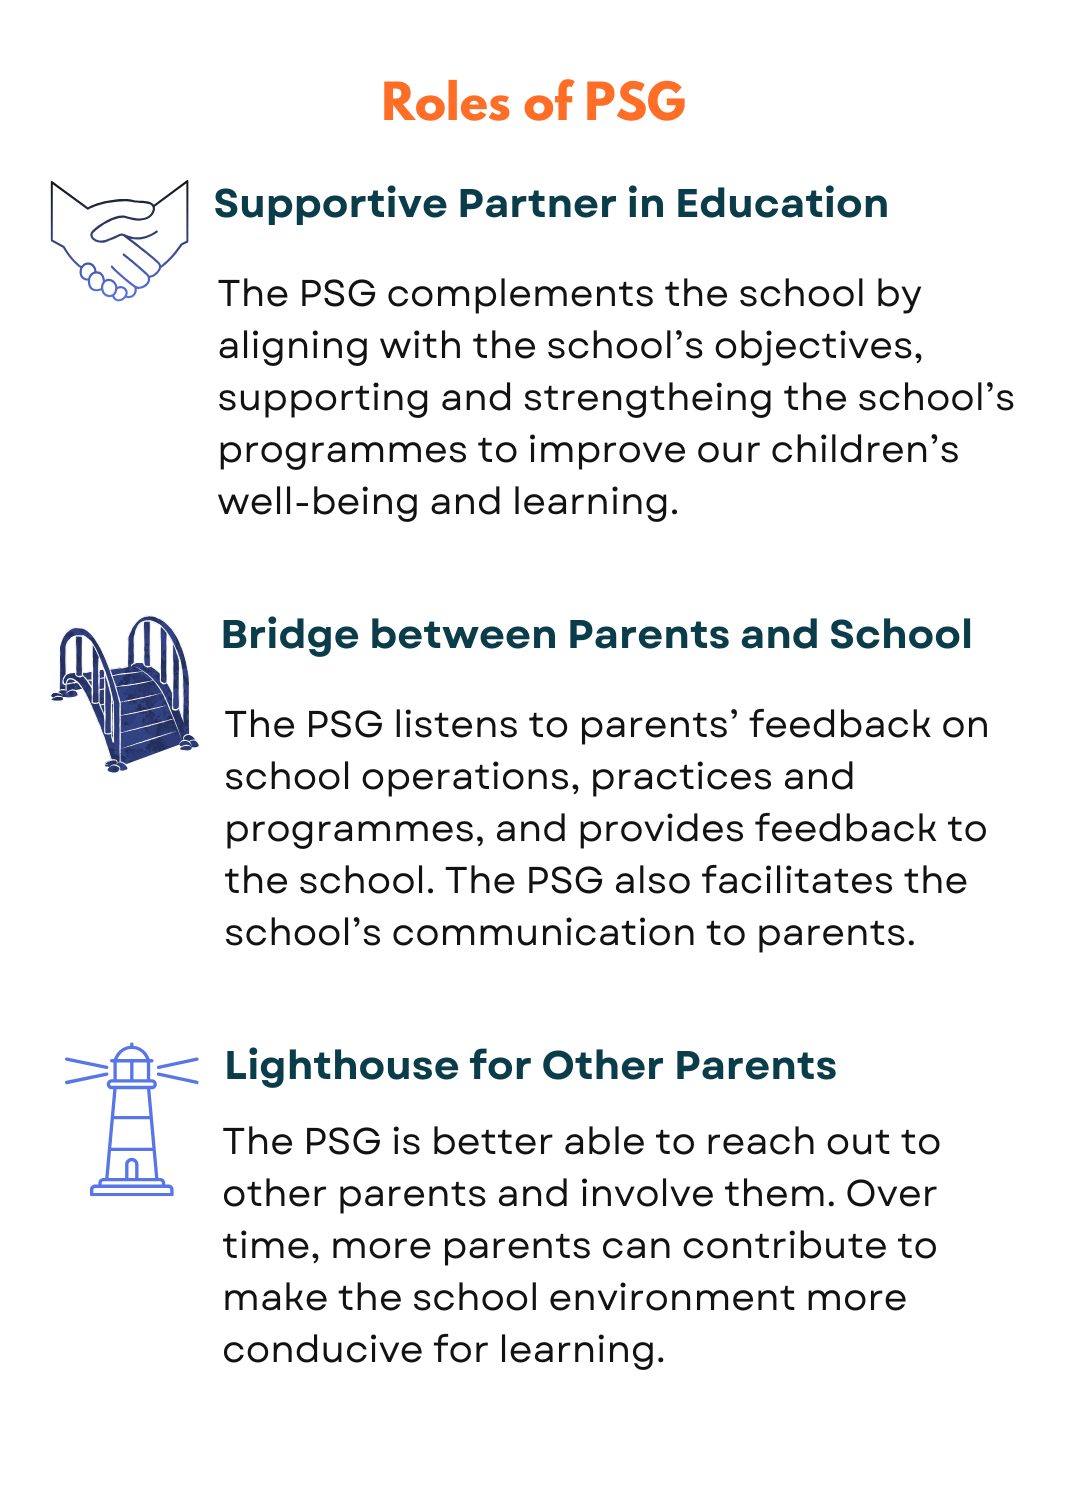 Roles of PSG
Supportive Partner in Education
The PSG complements the school by
aligning with the school’s objectives,
supporting and strengtheing the school’s
programmes to improve our children’s
well-being and learning.
Bridge between Parents and School
The PSG listens to parents’ feedback on
school operations, practices and
programmes, and provides feedback to
the school. The PSG also facilitates the
school’s communication to parents.
Lighthouse for Other Parents
The PSG is better able to reach out to
other parents and involve them. Over
time, more parents can contribute to
make the school environment more
conducive for learning.